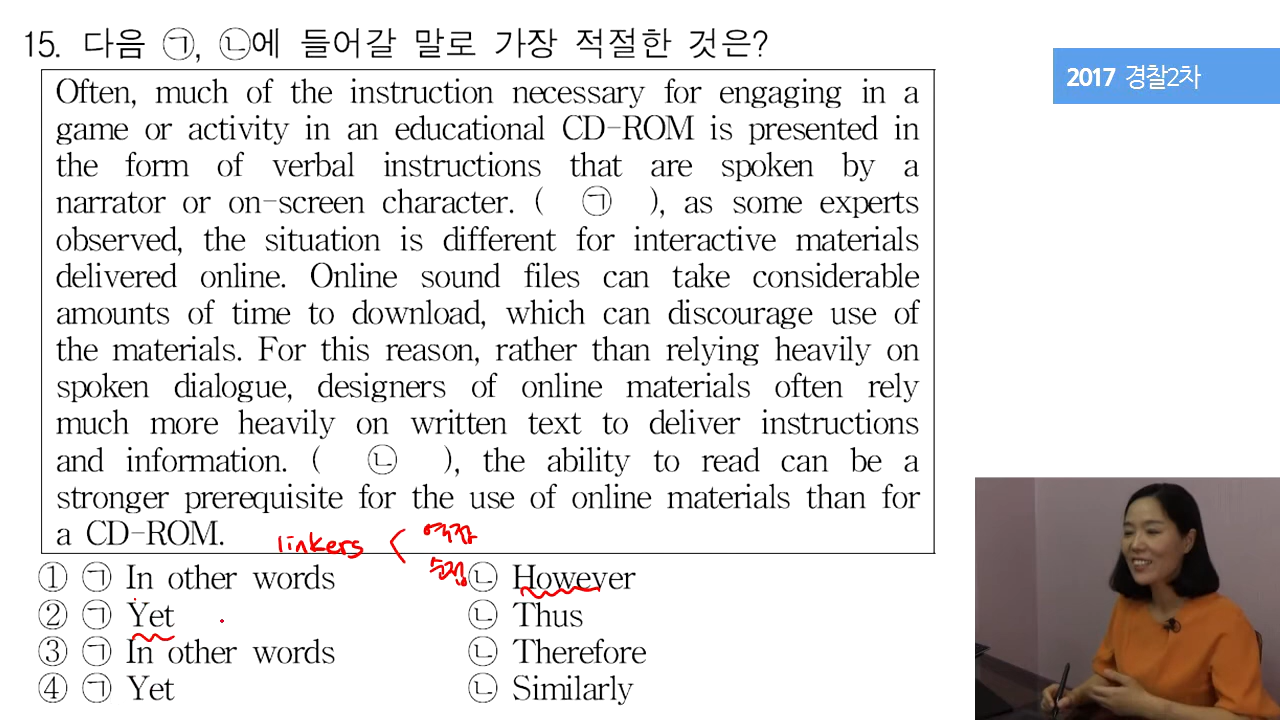 15. 다음 ㉠, ㉡에 들어갈 말로 가장 적절한 것은?
2017 경찰2차
Often, much of the instruction necessary for engaging in a
game or activity in an educational CD-ROM is presented in
the form of verbal instructions that are spoken by a
narrator or on-screen character. ( ㉠ ), as some experts
observed, the situation is different for interactive materials
delivered online. Online sound files can take considerable
amounts of time to download, which can discourage use of
the materials. For this reason, rather than relying heavily on
spoken dialogue, designers of online materials often rely
much more heavily on written text to deliver instructions
and information. ( ㉡ ), the ability to read can be a
stronger prerequisite for the use of online materials than for
a CD-ROM.
linkers
① ㉠ In other words ㉡ However
② ㉠ Yet ㉡ Thus
③ ㉠ In other words ㉡ Therefore
④ ㉠ Yet ㉡ Similarly